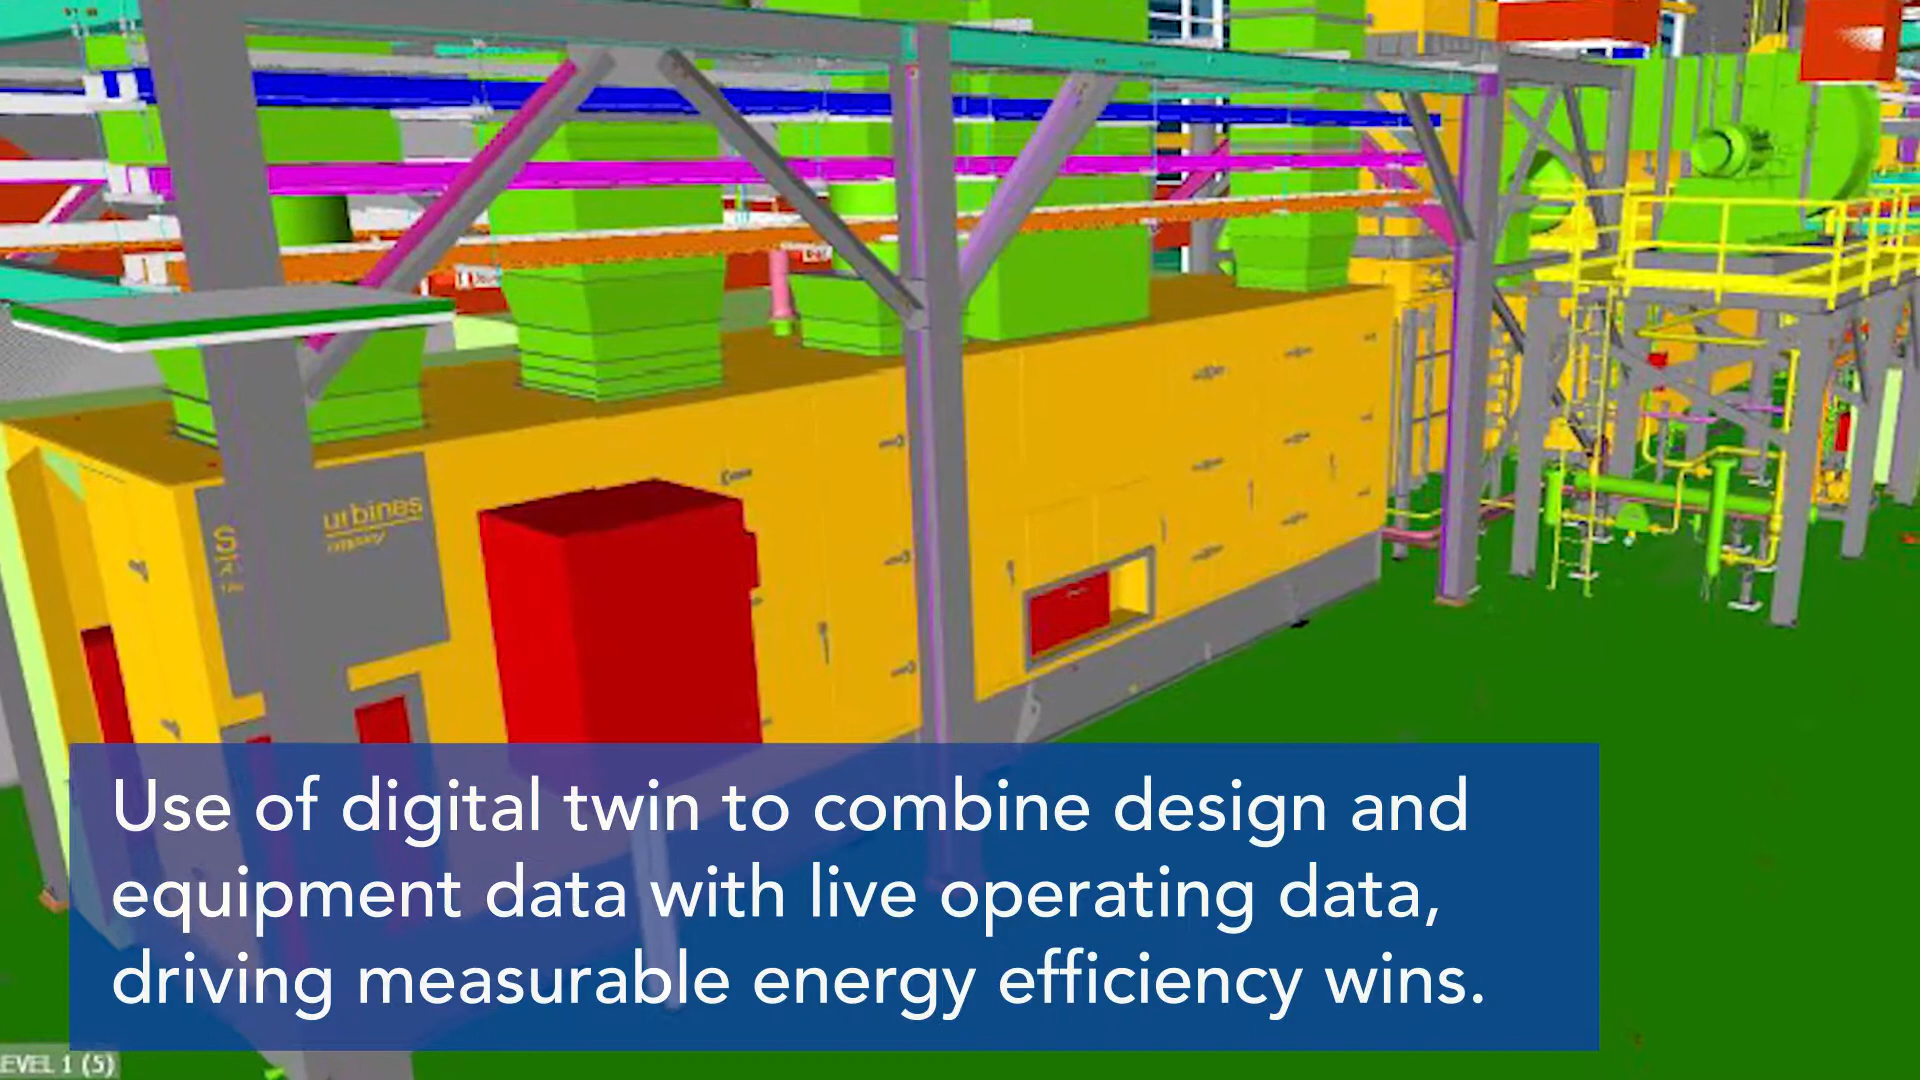 urbines
Use of digital twin to combine design and
equipment data with live operating data,
driving measurable energy efficiency wins.
EVEL 1 (5)